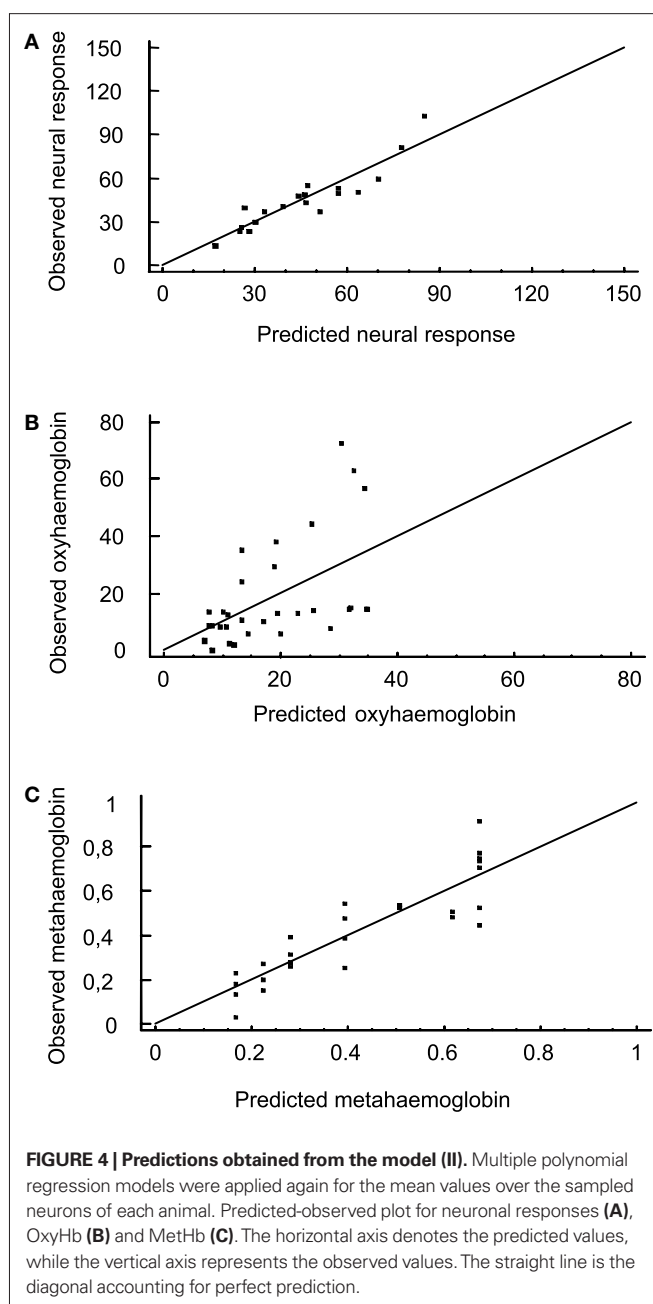 A
Observed neural response
150
120
90
60
30
0
0 30 60 90 120 150
Predicted neural response
B
Observed oxyhaemoglobin
80
60
40
20
0
0 20 40 60 80
Predicted oxyhaemoglobin
C
Observed metahaemoglobin
1
0,8
0,6
0,4
0,2
0
0 0.2 0.4 0.6 0.8 1
Predicted metahaemoglobin
FIGURE 4 | Predictions obtained from the model (II). Multiple polynomial
regression models were applied again for the mean values over the sampled
neurons of each animal. Predicted-observed plot for neuronal responses (A),
OxyHb (B) and MetHb (C). The horizontal axis denotes the predicted values,
while the vertical axis represents the observed values. The straight line is the
diagonal accounting for perfect prediction.